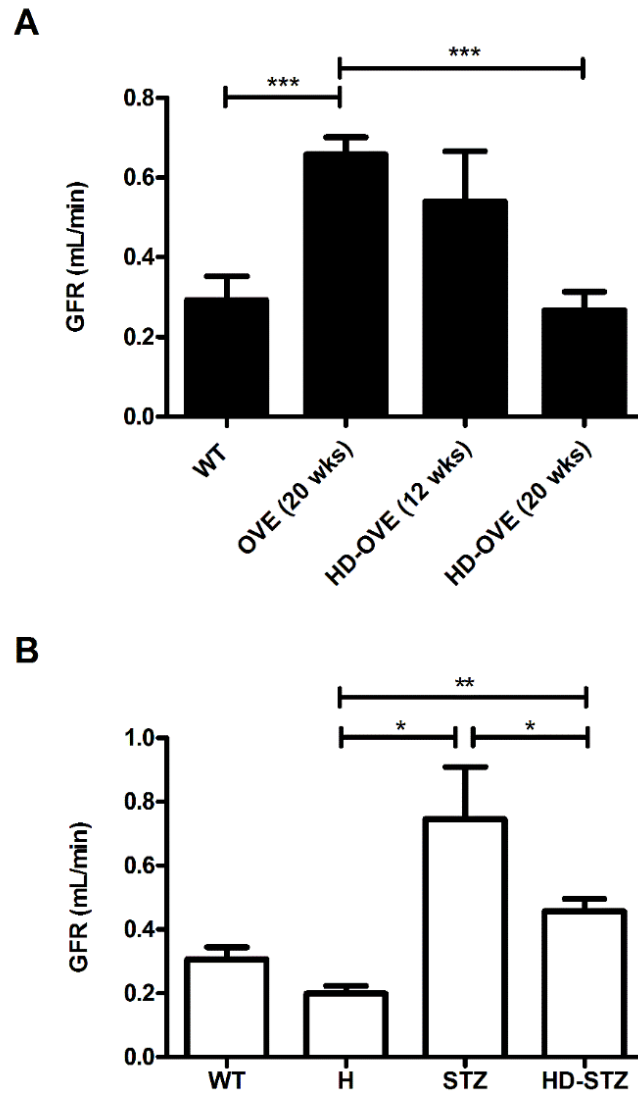 A
***
***
0.8
0.6
0.4
0.2
0.0
GFR (mL/min)
WT
OVE (20 wks)
HD-OVE (12 wks)
HD-OVE (20 wks)
B
**
*
*
1.0
0.8
0.6
0.4
0.2
0.0
GFR (mL/min)
WT
H
STZ
HD-STZ